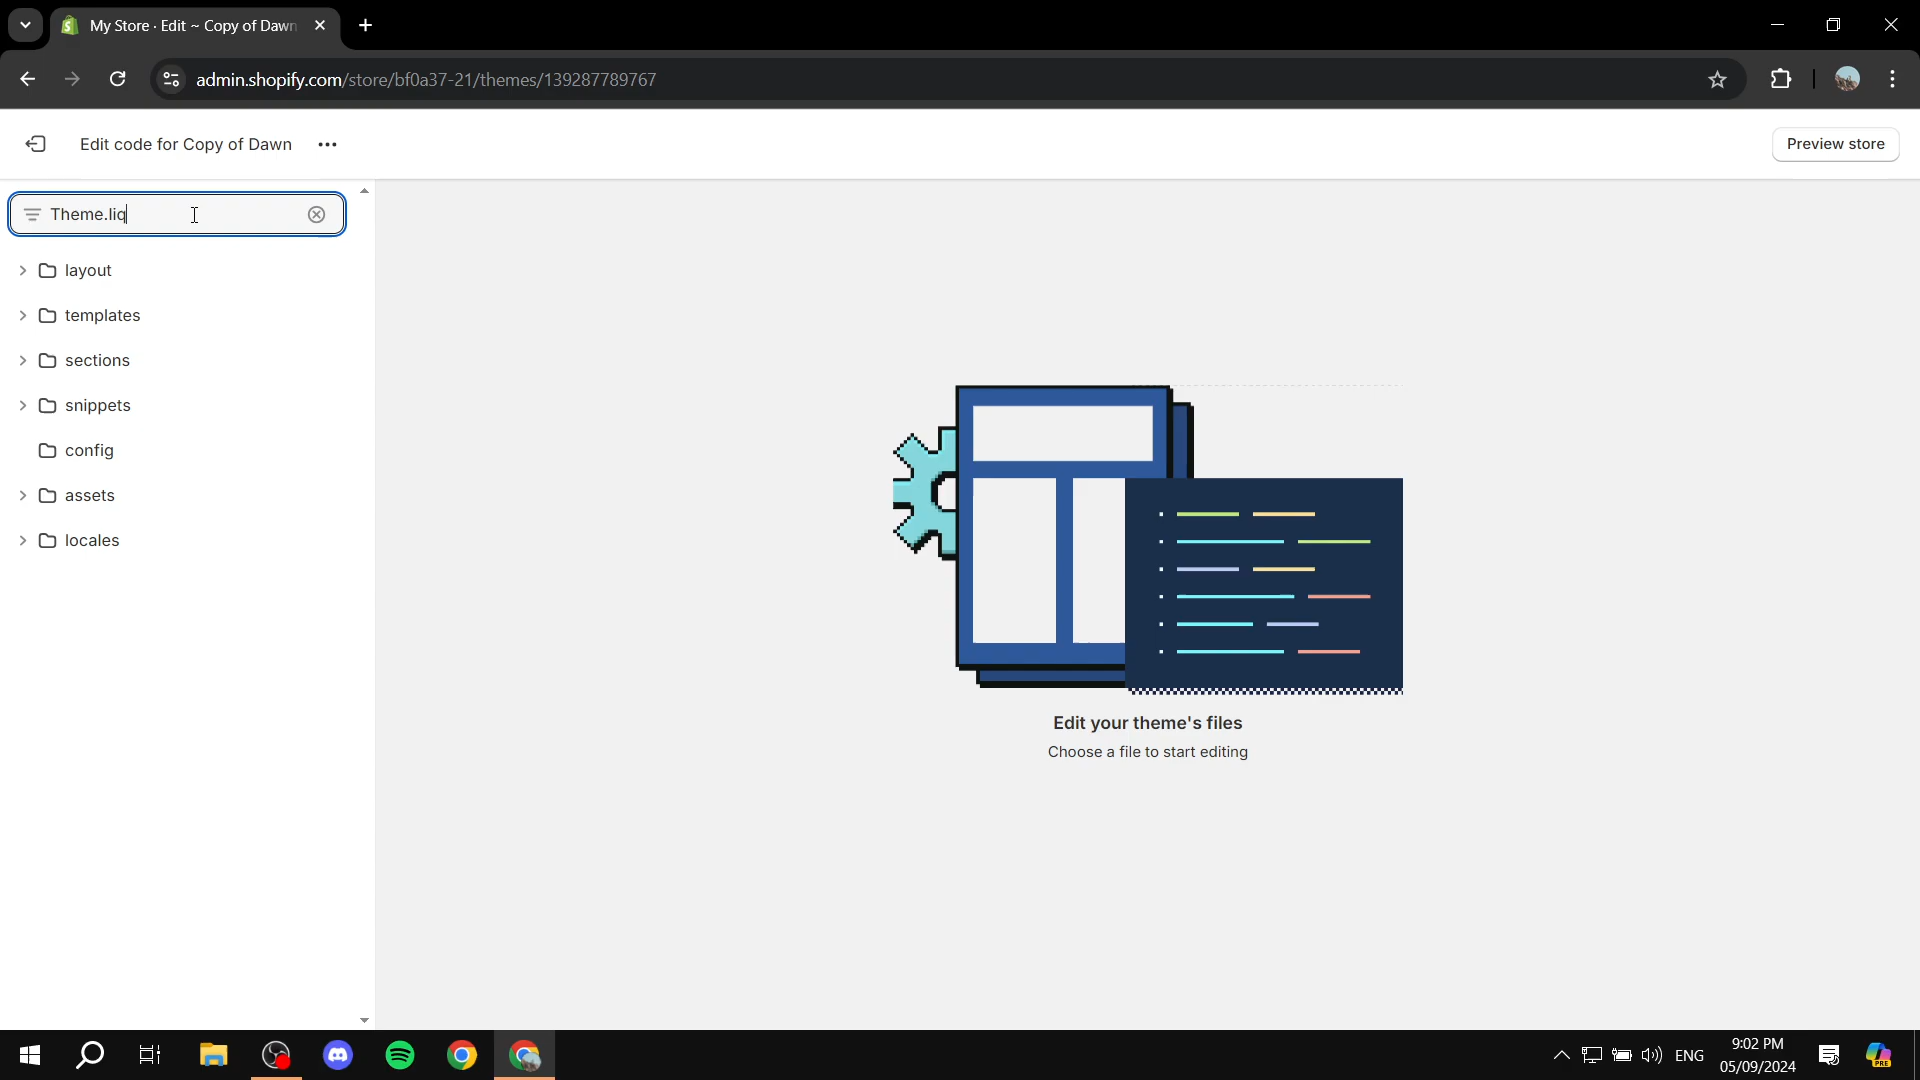 My Store · Edit ~ Copy of Dawn
admin.shopify.com/store/bf0a37-21/themes/139287789767
Edit code for Copy of Dawn
Preview store
Theme.liq
layout
templates
sections
snippets
config
assets
locales
Edit your theme's files
Choose a file to start editing
ENG
9:02 PM
05/09/2024
PRE